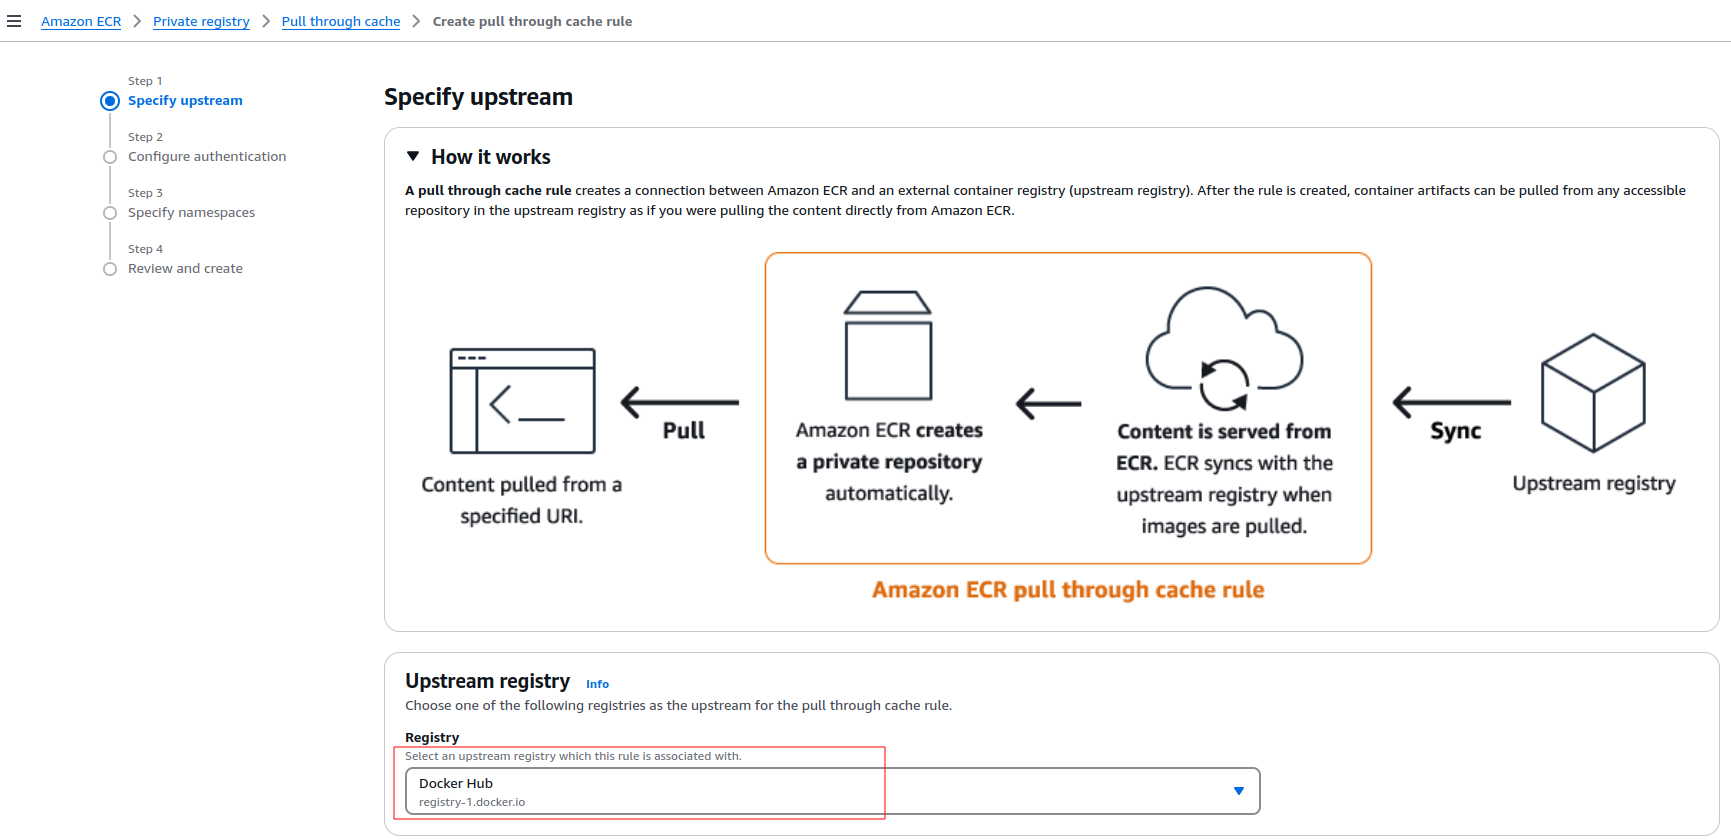 Amazon ECR > Private registry > Pull through cache > Create pull through cache rule
Step 1
Specify upstream
Step 2
Configure authentication
Step 3
Specify namespaces
Step 4
Review and create
Specify upstream
How it works
A pull through cache rule creates a connection between Amazon ECR and an external container registry (upstream registry). After the rule is created, container artifacts can be pulled from any accessible
repository in the upstream registry as if you were pulling the content directly from Amazon ECR.
Content pulled from a
specified URI.
Pull
Amazon ECR creates
a private repository
automatically.
Content is served from
ECR. ECR syncs with the
upstream registry when
images are pulled.
Sync
Upstream registry
Amazon ECR pull through cache rule
Upstream registry Info
Choose one of the following registries as the upstream for the pull through cache rule.
Registry
Select an upstream registry which this rule is associated with.
Docker Hub
registry-1.docker.io